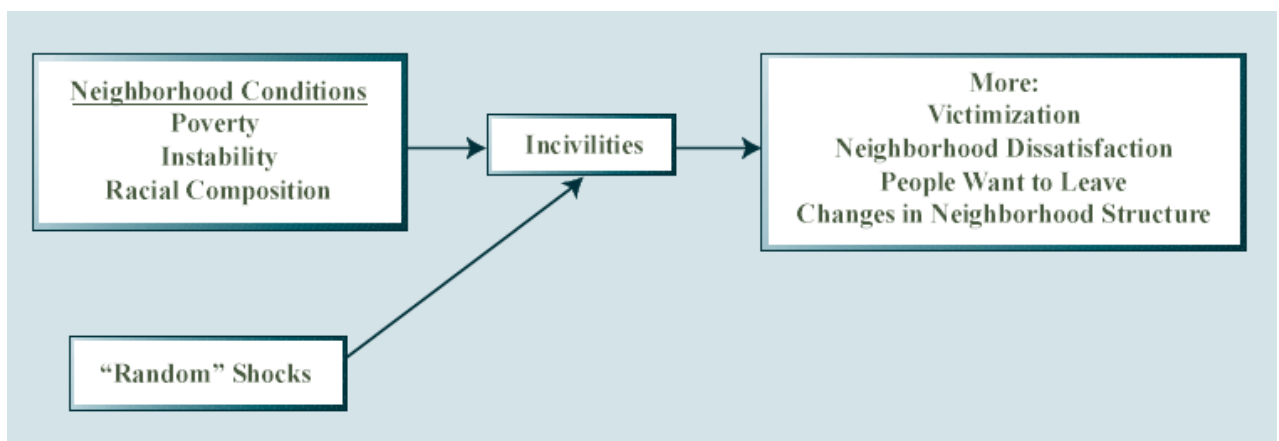 Neighborhood Conditions
Poverty
Instability
Racial Composition
Incivilities
More:
Victimization
Neighborhood Dissatisfaction
People Want to Leave
Changes in Neighborhood Structure
“Random” Shocks